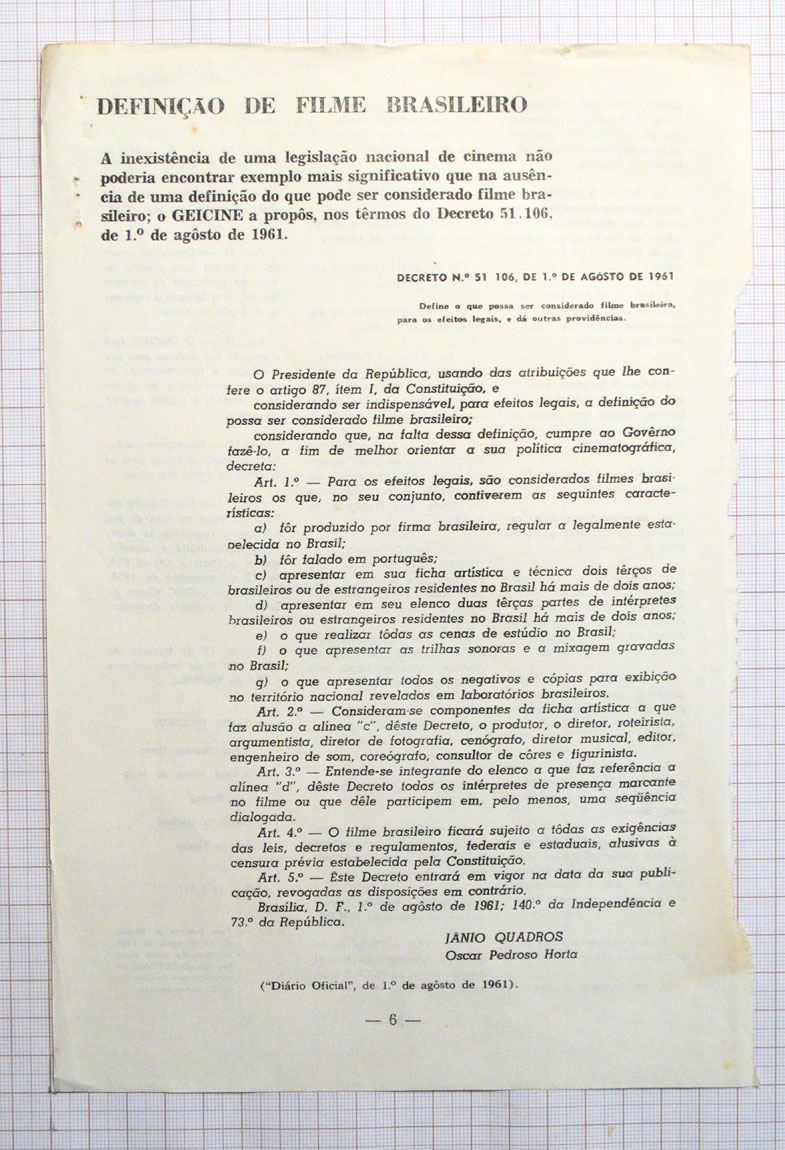 DEFINIÇÃO DE FILME BRASILEIRO
A inexistência de uma legislação nacional de cinema não
poderia encontrar exemplo mais significativo que na ausên-
cia de uma definição do que pode ser considerado filme bra-
sileiro; o GEICINE a propôs, nos têrmos do Decreto 51.106,
de 1.º de agôsto de 1961.
DECRETO N.º 51 106, DE 1.º DE AGÔSTO DE 1961
Define o que possa ser considerado filme brasileiro,
para os efeitos legais, e dá outras providências.
O Presidente da República, usando das atribuições que lhe con-
fere o artigo 87, ítem I, da Constituição, e
considerando ser indispensável, para efeitos legais, a definição do
possa ser considerado filme brasileiro;
considerando que, na falta dessa definição, cumpre ao Govêrno
fazê-lo, a fim de melhor orientar a sua política cinematográfica,
decreta:
Art. 1.º — Para os efeitos legais, são considerados filmes brasi-
leiros os que, no seu conjunto, contiverem as seguintes caracte-
rísticas:
a) fôr produzido por firma brasileira, regular a legalmente esta-
belecida no Brasil;
b) fôr falado em português;
c) apresentar em sua ficha artística e técnica dois têrços de
brasileiros ou de estrangeiros residentes no Brasil há mais de dois anos;
d) apresentar em seu elenco duas têrças partes de intérpretes
brasileiros ou estrangeiros residentes no Brasil há mais de dois anos;
e) o que realizar tôdas as cenas de estúdio no Brasil;
f) o que apresentar as trilhas sonoras e a mixagem gravadas
no Brasil;
g) o que apresentar todos os negativos e cópias para exibição
no território nacional revelados em laboratórios brasileiros.
Art. 2.º — Consideram-se componentes da ficha artística a que
faz alusão a alínea "c", dêste Decreto, o produtor, o diretor, roteirista,
argumentista, diretor de fotografia, cenógrafo, diretor musical, editor,
engenheiro de som, coreógrafo, consultor de côres e figurinista.
Art. 3.º — Entende-se integrante do elenco a que faz referência a
alínea "d", dêste Decreto todos os intérpretes de presença marcante
no filme ou que dêle participem em, pelo menos, uma seqüência
dialogada.
Art. 4.º — O filme brasileiro ficará sujeito a tôdas as exigências
das leis, decretos e regulamentos, federais e estaduais, alusivas à
censura prévia estabelecida pela Constituição.
Art. 5.º — Êste Decreto entrará em vigor na data da sua publi-
cação, revogadas as disposições em contrário.
Brasília, D. F., 1.º de agôsto de 1961; 140.º da Independência e
73.º da República.
JÂNIO QUADROS
Oscar Pedroso Horta
("Diário Oficial", de 1.º de agôsto de 1961).
— 6 —